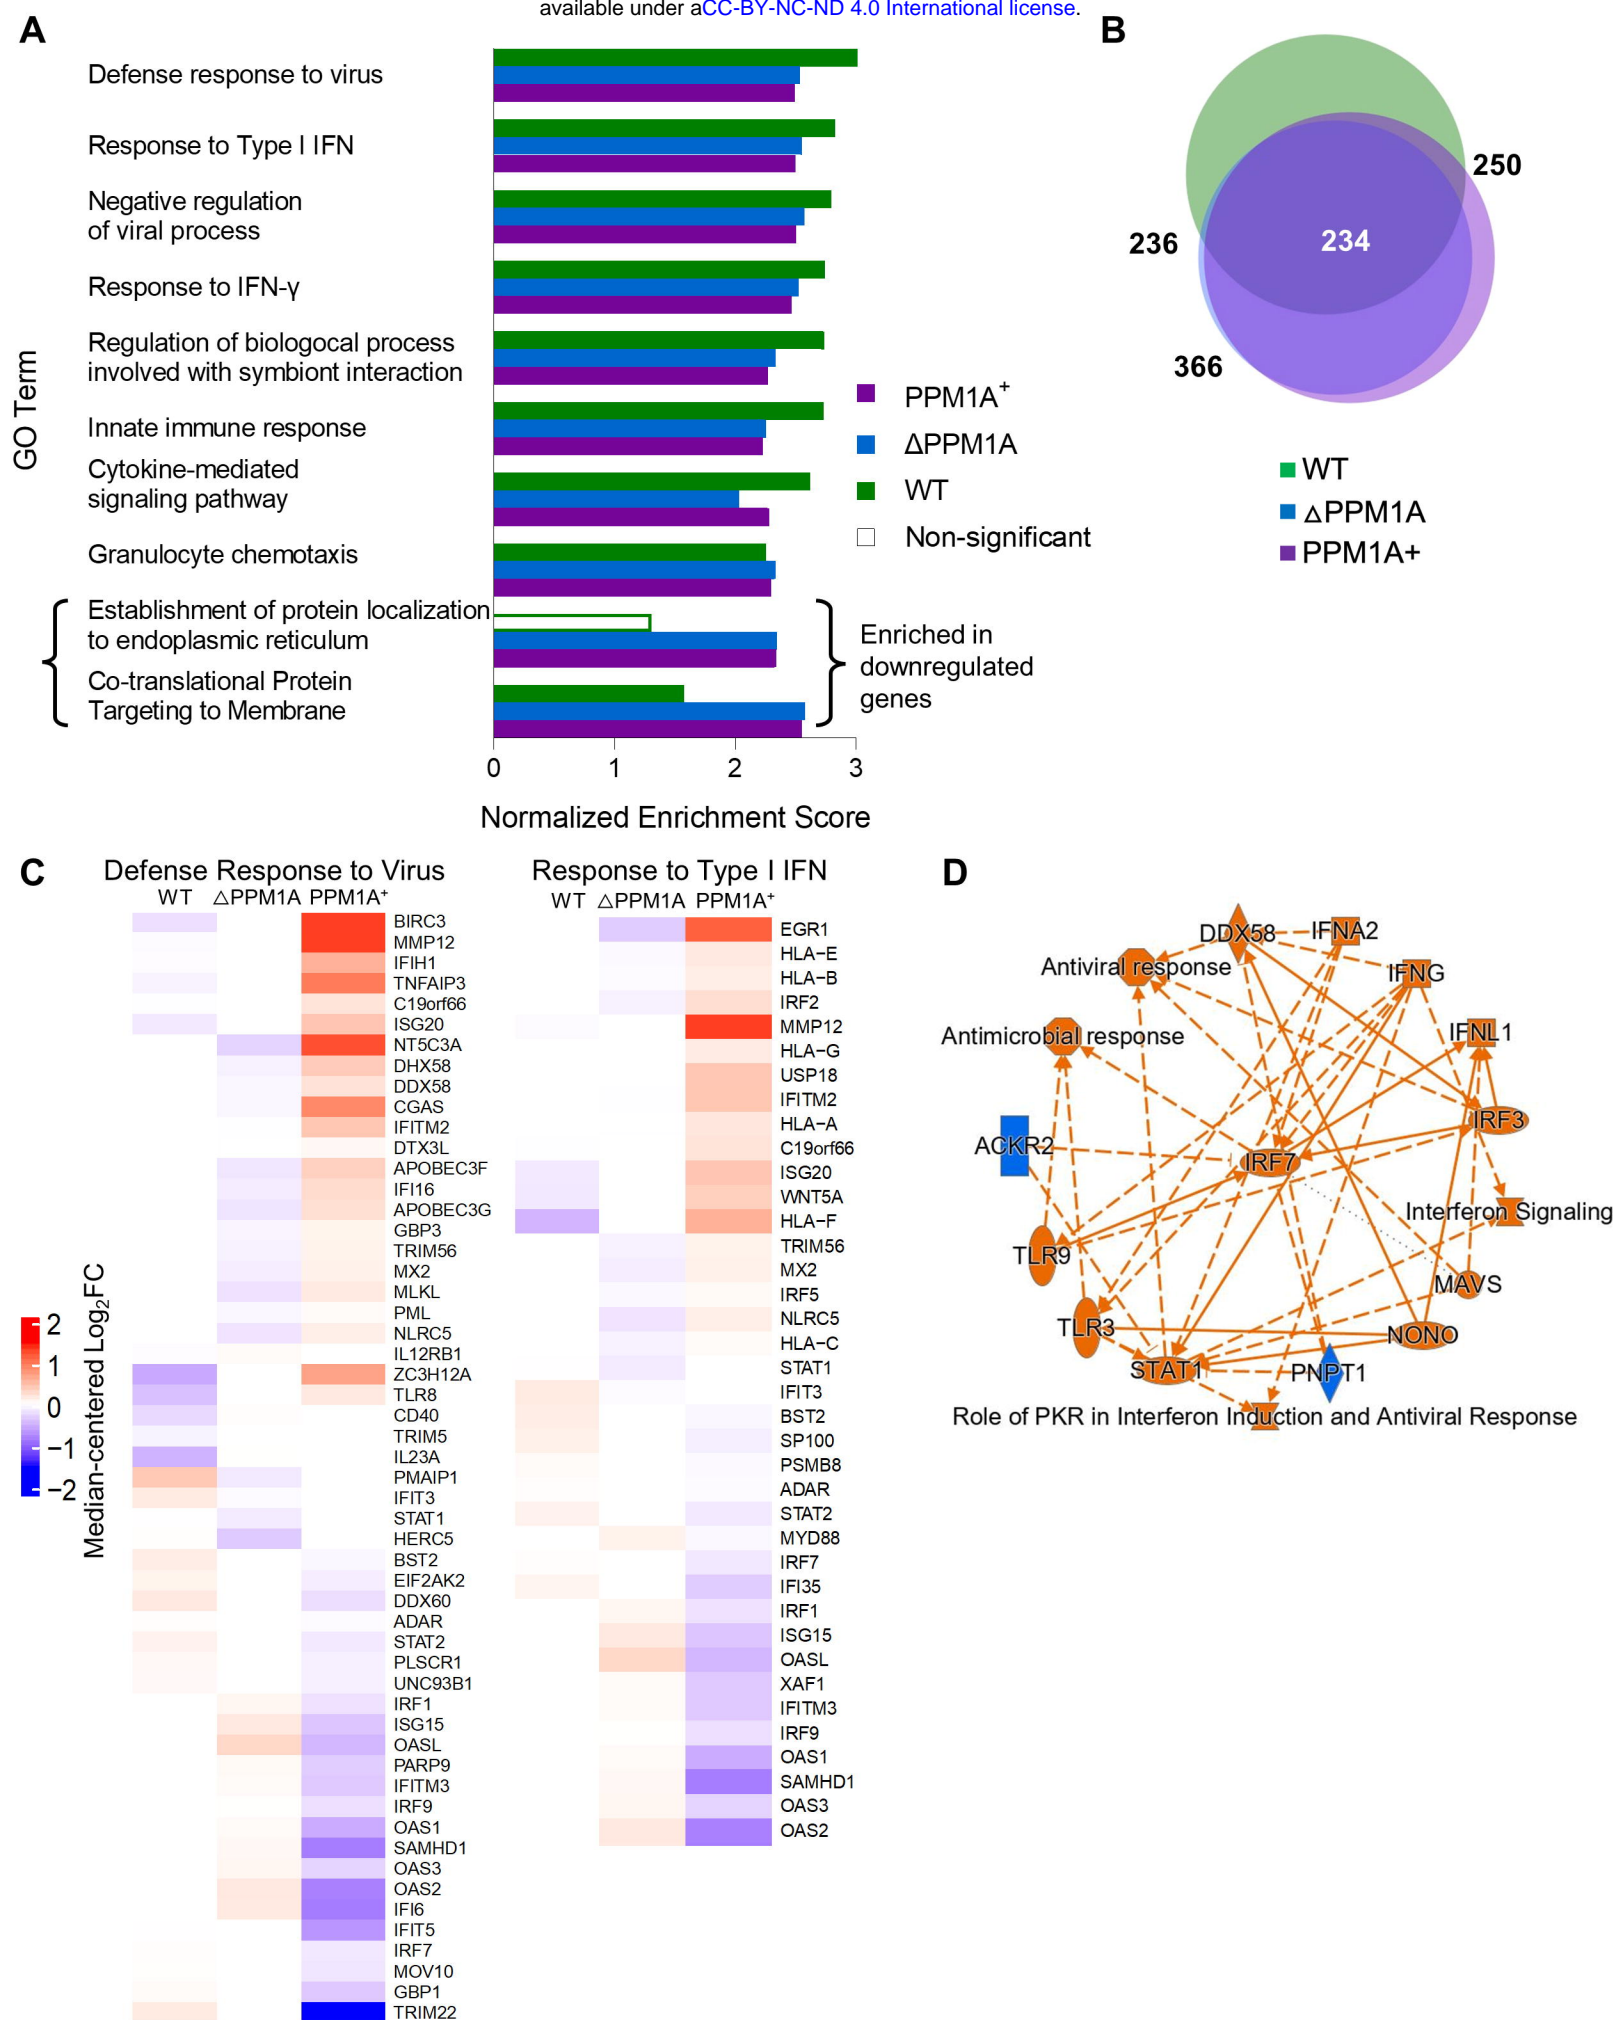 available under aCC-BY-NC-ND 4.0 International license.
A
GO Term
Defense response to virus
Response to Type I IFN
Negative regulation
of viral process
Response to IFN-γ
Regulation of biologocal process
involved with symbiont interaction
Innate immune response
Cytokine-mediated
signaling pathway
Granulocyte chemotaxis
Establishment of protein localization
to endoplasmic reticulum
Co-translational Protein
Targeting to Membrane
PPM1A+
ΔPPM1A
WT
Non-significant
Enriched in
downregulated
genes
0 1 2 3
Normalized Enrichment Score
B
250
236
234
366
WT
△PPM1A
PPM1A+
C
Defense Response to Virus
WT △PPM1A PPM1A+
BIRC3
MMP12
IFIH1
TNFAIP3
C19orf66
ISG20
NT5C3A
DHX58
DDX58
CGAS
IFITM2
DTX3L
APOBEC3F
IFI16
APOBEC3G
GBP3
TRIM56
MX2
MLKL
PML
NLRC5
IL12RB1
ZC3H12A
TLR8
CD40
TRIM5
IL23A
PMAIP1
IFIT3
STAT1
HERC5
BST2
EIF2AK2
DDX60
ADAR
STAT2
PLSCR1
UNC93B1
IRF1
ISG15
OASL
PARP9
IFITM3
IRF9
OAS1
SAMHD1
OAS3
OAS2
IFI6
IFIT5
IRF7
MOV10
GBP1
TRIM22
2
1
0
−1
−2
Median-centered Log2FC
Response to Type I IFN
WT △PPM1A PPM1A+
EGR1
HLA−E
HLA−B
IRF2
MMP12
HLA−G
USP18
IFITM2
HLA−A
C19orf66
ISG20
WNT5A
HLA−F
TRIM56
MX2
IRF5
NLRC5
HLA−C
STAT1
IFIT3
BST2
SP100
PSMB8
ADAR
STAT2
MYD88
IRF7
IFI35
IRF1
ISG15
OASL
XAF1
IFITM3
IRF9
OAS1
SAMHD1
OAS3
OAS2
D
DDX58
IFNA2
Antiviral response
IFNG
Antimicrobial response
IFNL1
IRF3
ACKR2
IRF7
Interferon Signaling
TLR9
MAVS
TLR3
NONO
STAT1
PNPT1
Role of PKR in Interferon Induction and Antiviral Response